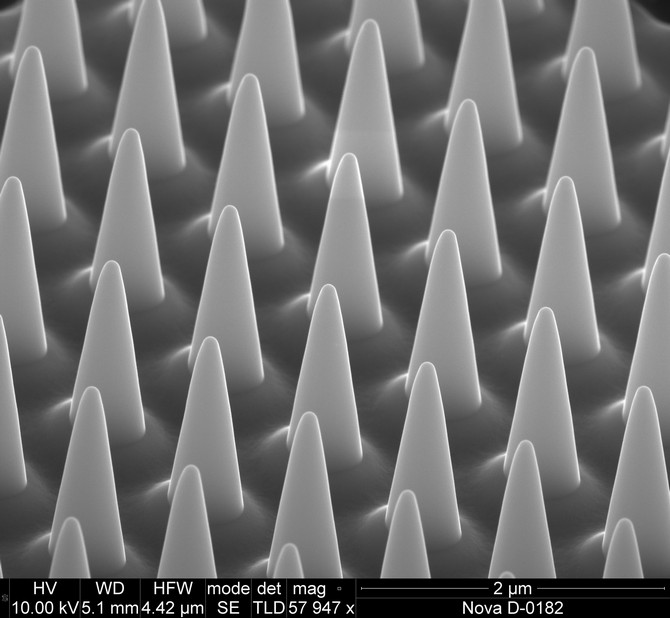 HV WD HFW mode det mag 2 µm
10.00 kV 5.1 mm 4.42 µm SE TLD 57 947 x Nova D-0182